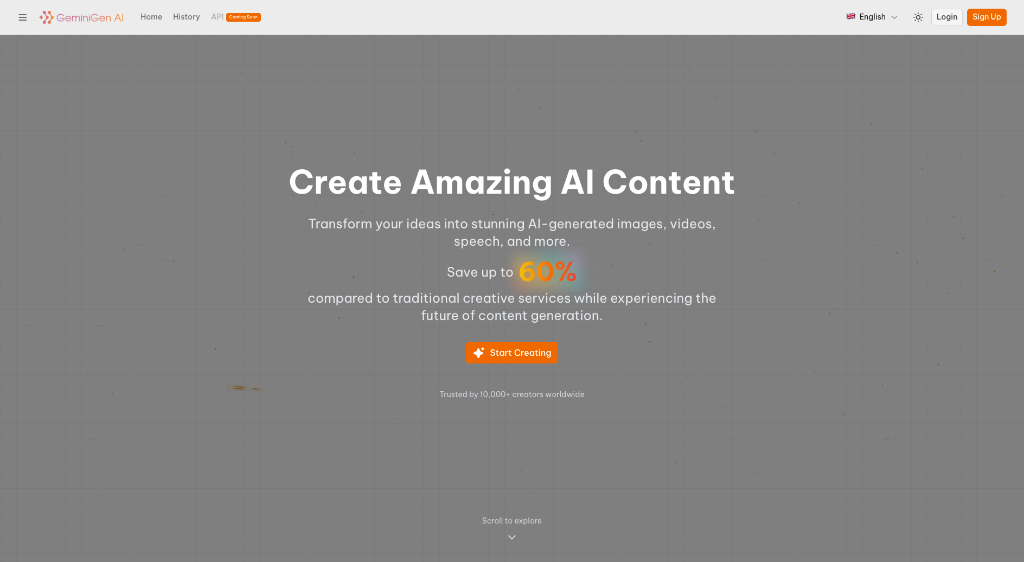 GeminiGen AI
Home
History
API
Coming Soon
English
Login
Sign Up
Create Amazing AI Content
Transform your ideas into stunning AI-generated images, videos,
speech, and more.
Save up to 60%
compared to traditional creative services while experiencing the
future of content generation.
Start Creating
Trusted by 10,000+ creators worldwide
Scroll to explore